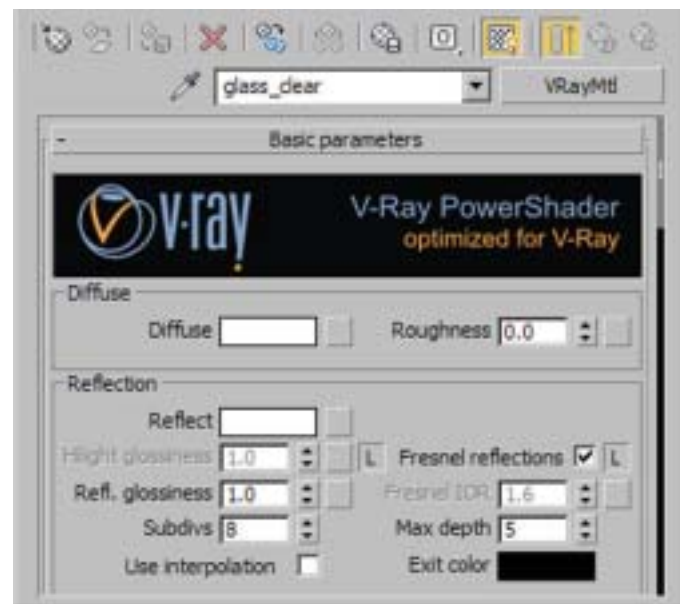 glass_clear VRayMtl
- Basic parameters
v·ray V-Ray PowerShader
optimized for V-Ray
Diffuse
Diffuse Roughness 0.0
Reflection
Reflect
Hilight glossiness 1.0 L Fresnel reflections L
Refl. glossiness 1.0 Fresnel IOR 1.6
Subdivs 8 Max depth 5
Use interpolation Exit color